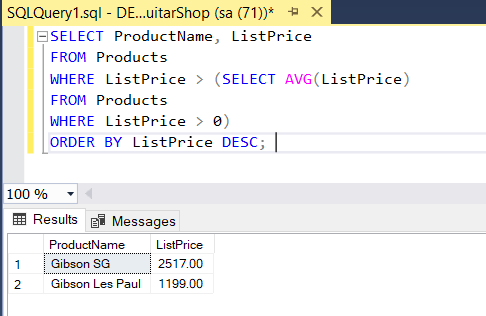 SQLQuery1.sql - DE...uitarShop (sa (71))*
SELECT ProductName, ListPrice
FROM Products
WHERE ListPrice > (SELECT AVG(ListPrice)
FROM Products
WHERE ListPrice > 0)
ORDER BY ListPrice DESC;
100 %
Results Messages
ProductName ListPrice
1 Gibson SG 2517.00
2 Gibson Les Paul 1199.00